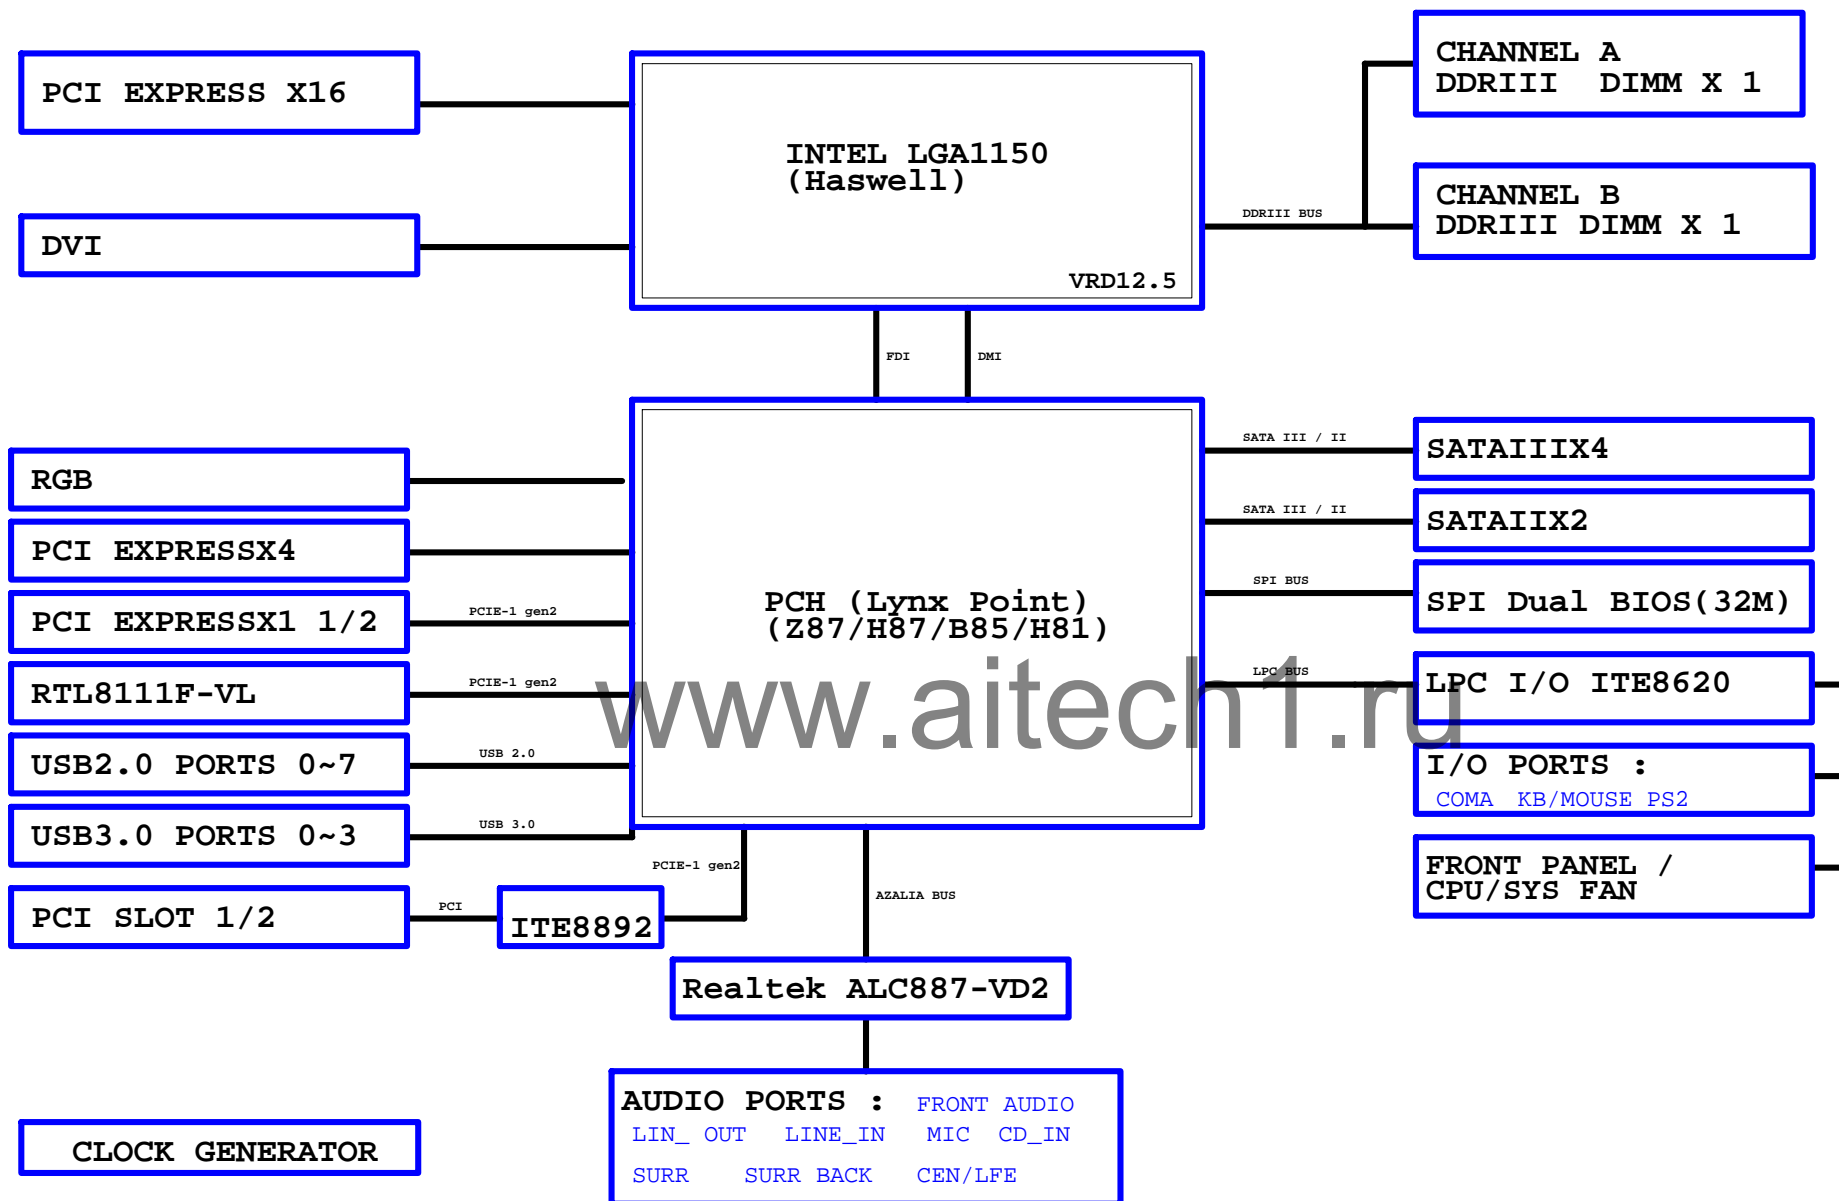 PCI EXPRESS X16
DVI
INTEL LGA1150
(Haswell)
VRD12.5
CHANNEL A
DDRIII DIMM X 1
DDRIII BUS
CHANNEL B
DDRIII DIMM X 1
FDI
DMI
RGB
PCI EXPRESSX4
PCI EXPRESSX1 1/2
PCIE-1 gen2
RTL8111F-VL
PCIE-1 gen2
USB2.0 PORTS 0~7
USB 2.0
USB3.0 PORTS 0~3
USB 3.0
PCI SLOT 1/2
PCI
ITE8892
PCIE-1 gen2
PCH (Lynx Point)
(Z87/H87/B85/H81)
www.aitech1.ru
SATA III / II
SATAIIIX4
SATA III / II
SATAIIX2
SPI BUS
SPI Dual BIOS(32M)
LPC BUS
LPC I/O ITE8620
I/O PORTS :
COMA KB/MOUSE PS2
FRONT PANEL /
CPU/SYS FAN
AZALIA BUS
Realtek ALC887-VD2
AUDIO PORTS : FRONT AUDIO
LIN_ OUT LINE_IN MIC CD_IN
SURR SURR BACK CEN/LFE
CLOCK GENERATOR